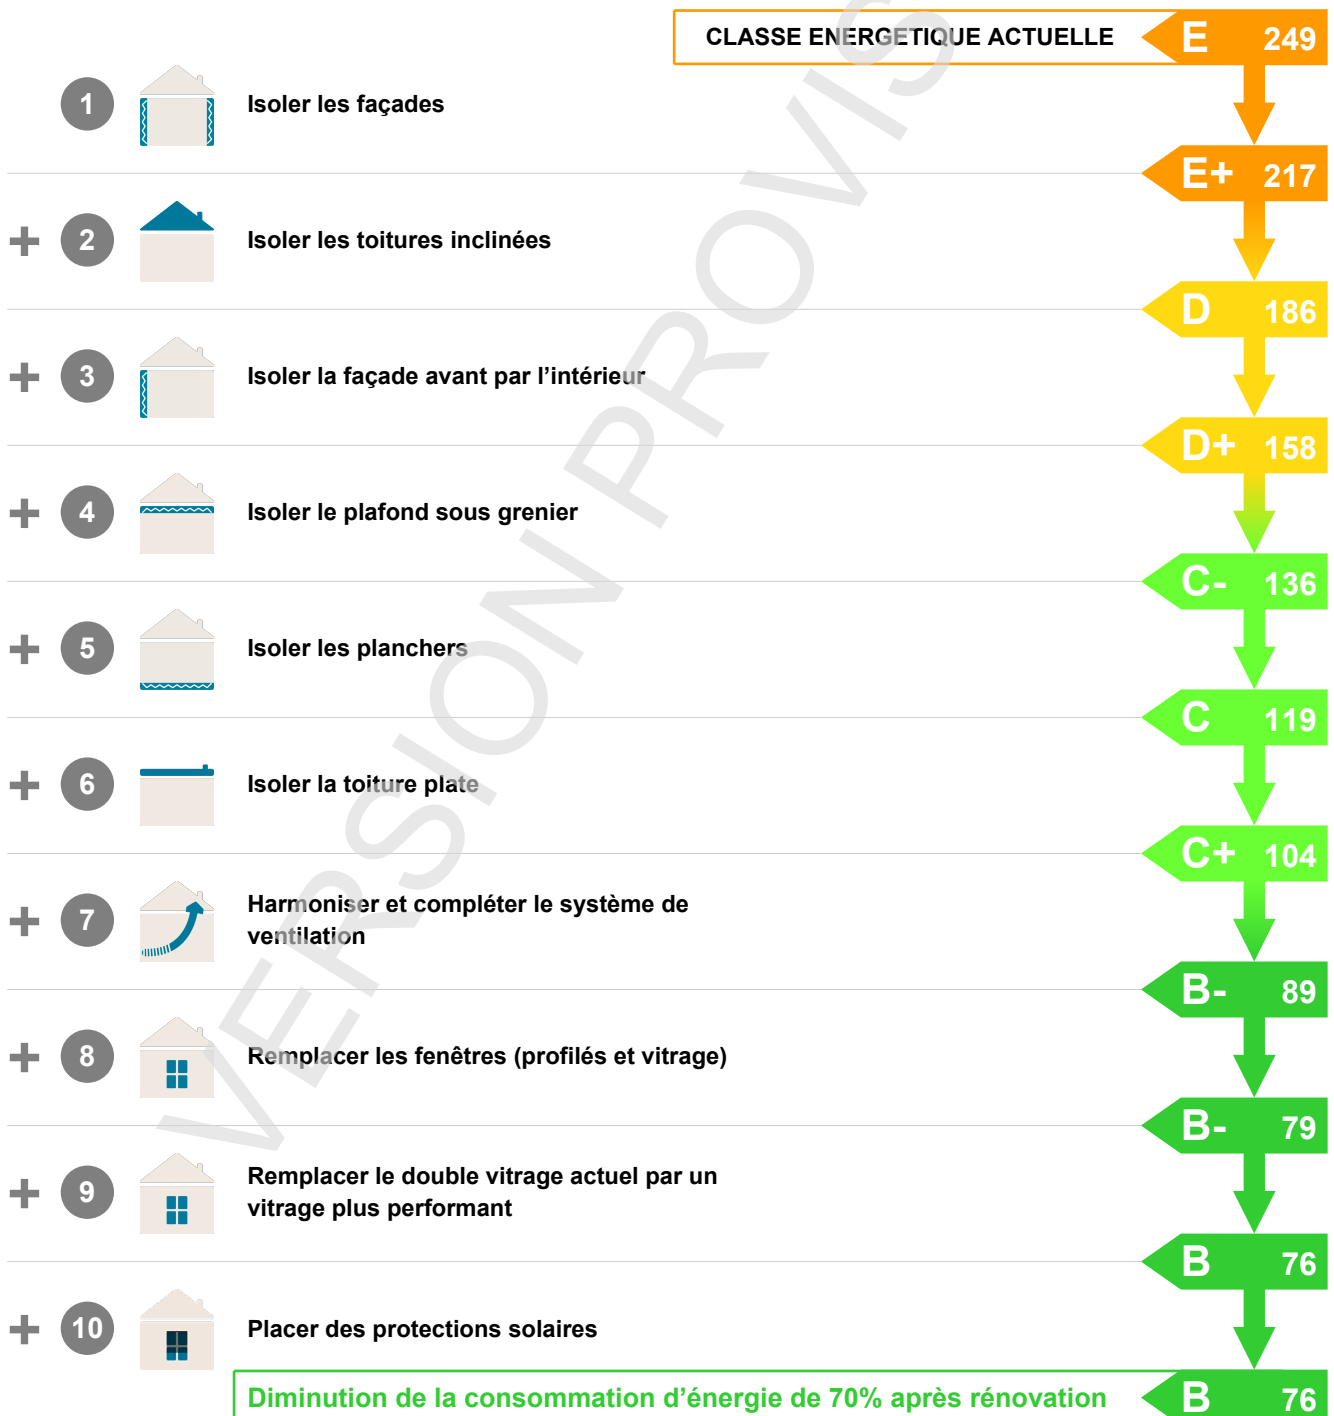 CLASSE ENERGETIQUE ACTUELLE E 249
1 Isoler les façades
E+ 217
+ 2 Isoler les toitures inclinées
D 186
+ 3 Isoler la façade avant par l’intérieur
D+ 158
+ 4 Isoler le plafond sous grenier
C- 136
+ 5 Isoler les planchers
C 119
+ 6 Isoler la toiture plate
C+ 104
+ 7 Harmoniser et compléter le système de
ventilation
B- 89
+ 8 Remplacer les fenêtres (profilés et vitrage)
B- 79
+ 9 Remplacer le double vitrage actuel par un
vitrage plus performant
B 76
+ 10 Placer des protections solaires
Diminution de la consommation d’énergie de 70% après rénovation B 76
VERSION PROVIS